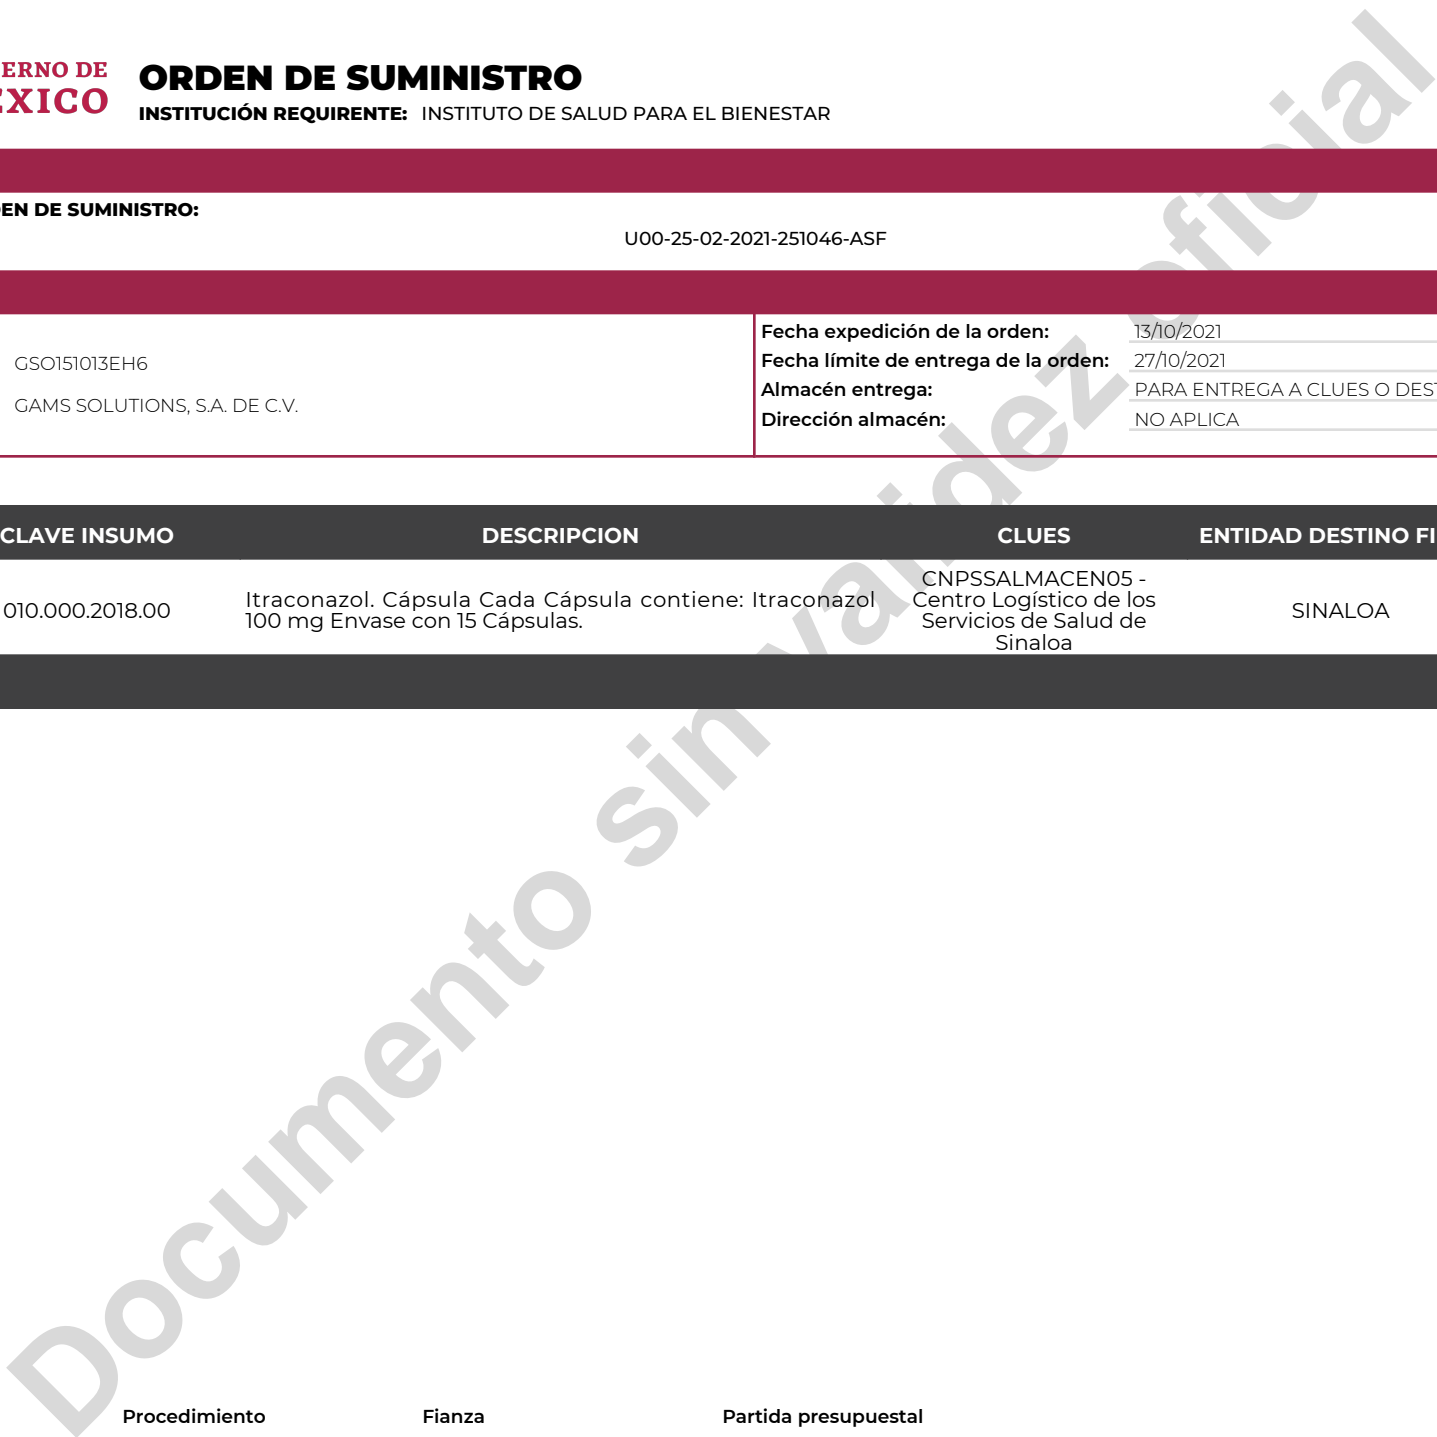 ERNO DE
XICO
ORDEN DE SUMINISTRO
INSTITUCIÓN REQUIRENTE: INSTITUTO DE SALUD PARA EL BIENESTAR
EN DE SUMINISTRO:
U00-25-02-2021-251046-ASF
GSO151013EH6
GAMS SOLUTIONS, S.A. DE C.V.
Fecha expedición de la orden: 13/10/2021
Fecha límite de entrega de la orden: 27/10/2021
Almacén entrega: PARA ENTREGA A CLUES O DEST
Dirección almacén: NO APLICA
CLAVE INSUMO DESCRIPCION CLUES ENTIDAD DESTINO FI
010.000.2018.00
Itraconazol. Cápsula Cada Cápsula contiene: Itraconazol
100 mg Envase con 15 Cápsulas.
CNPSSALMACEN05 -
Centro Logístico de los
Servicios de Salud de
Sinaloa
SINALOA
Documento sin validez oficial
Procedimiento Fianza Partida presupuestal